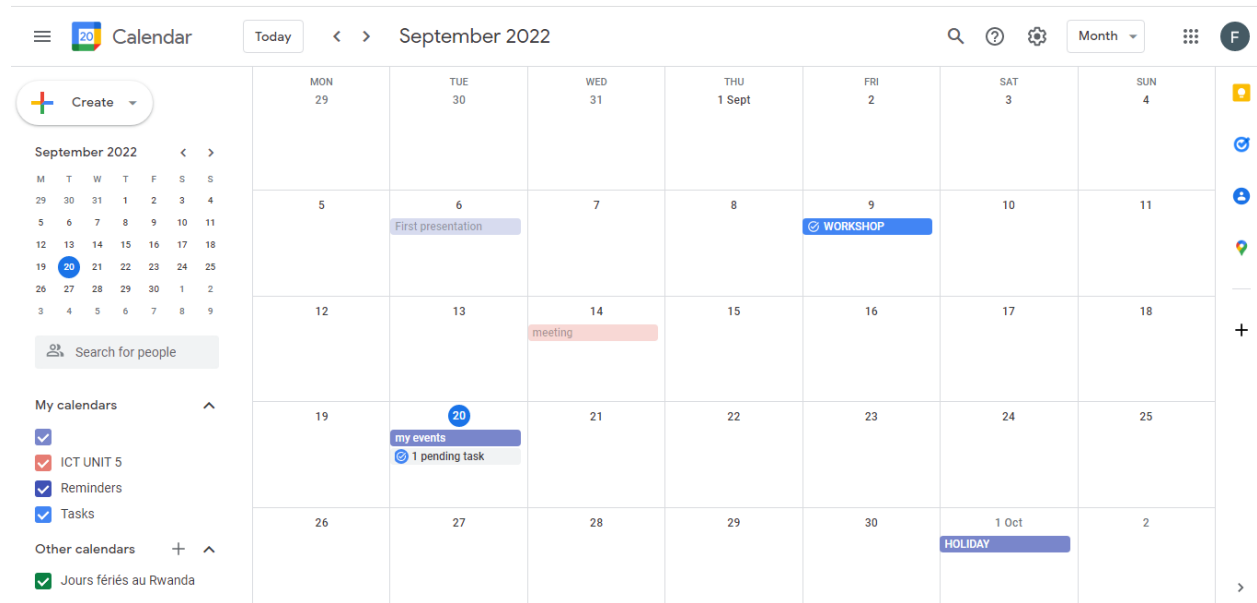 20 Calendar Today September 2022 Month F
Create
September 2022
M T W T F S S
29 30 31 1 2 3 4
5 6 7 8 9 10 11
12 13 14 15 16 17 18
19 20 21 22 23 24 25
26 27 28 29 30 1 2
3 4 5 6 7 8 9
Search for people
My calendars
ICT UNIT 5
Reminders
Tasks
Other calendars
Jours fériés au Rwanda
MON TUE WED THU FRI SAT SUN
29 30 31 1 Sept 2 3 4
5 6 7 8 9 10 11
First presentation WORKSHOP
12 13 14 15 16 17 18
meeting
19 20 21 22 23 24 25
my events
1 pending task
26 27 28 29 30 1 Oct 2
HOLIDAY